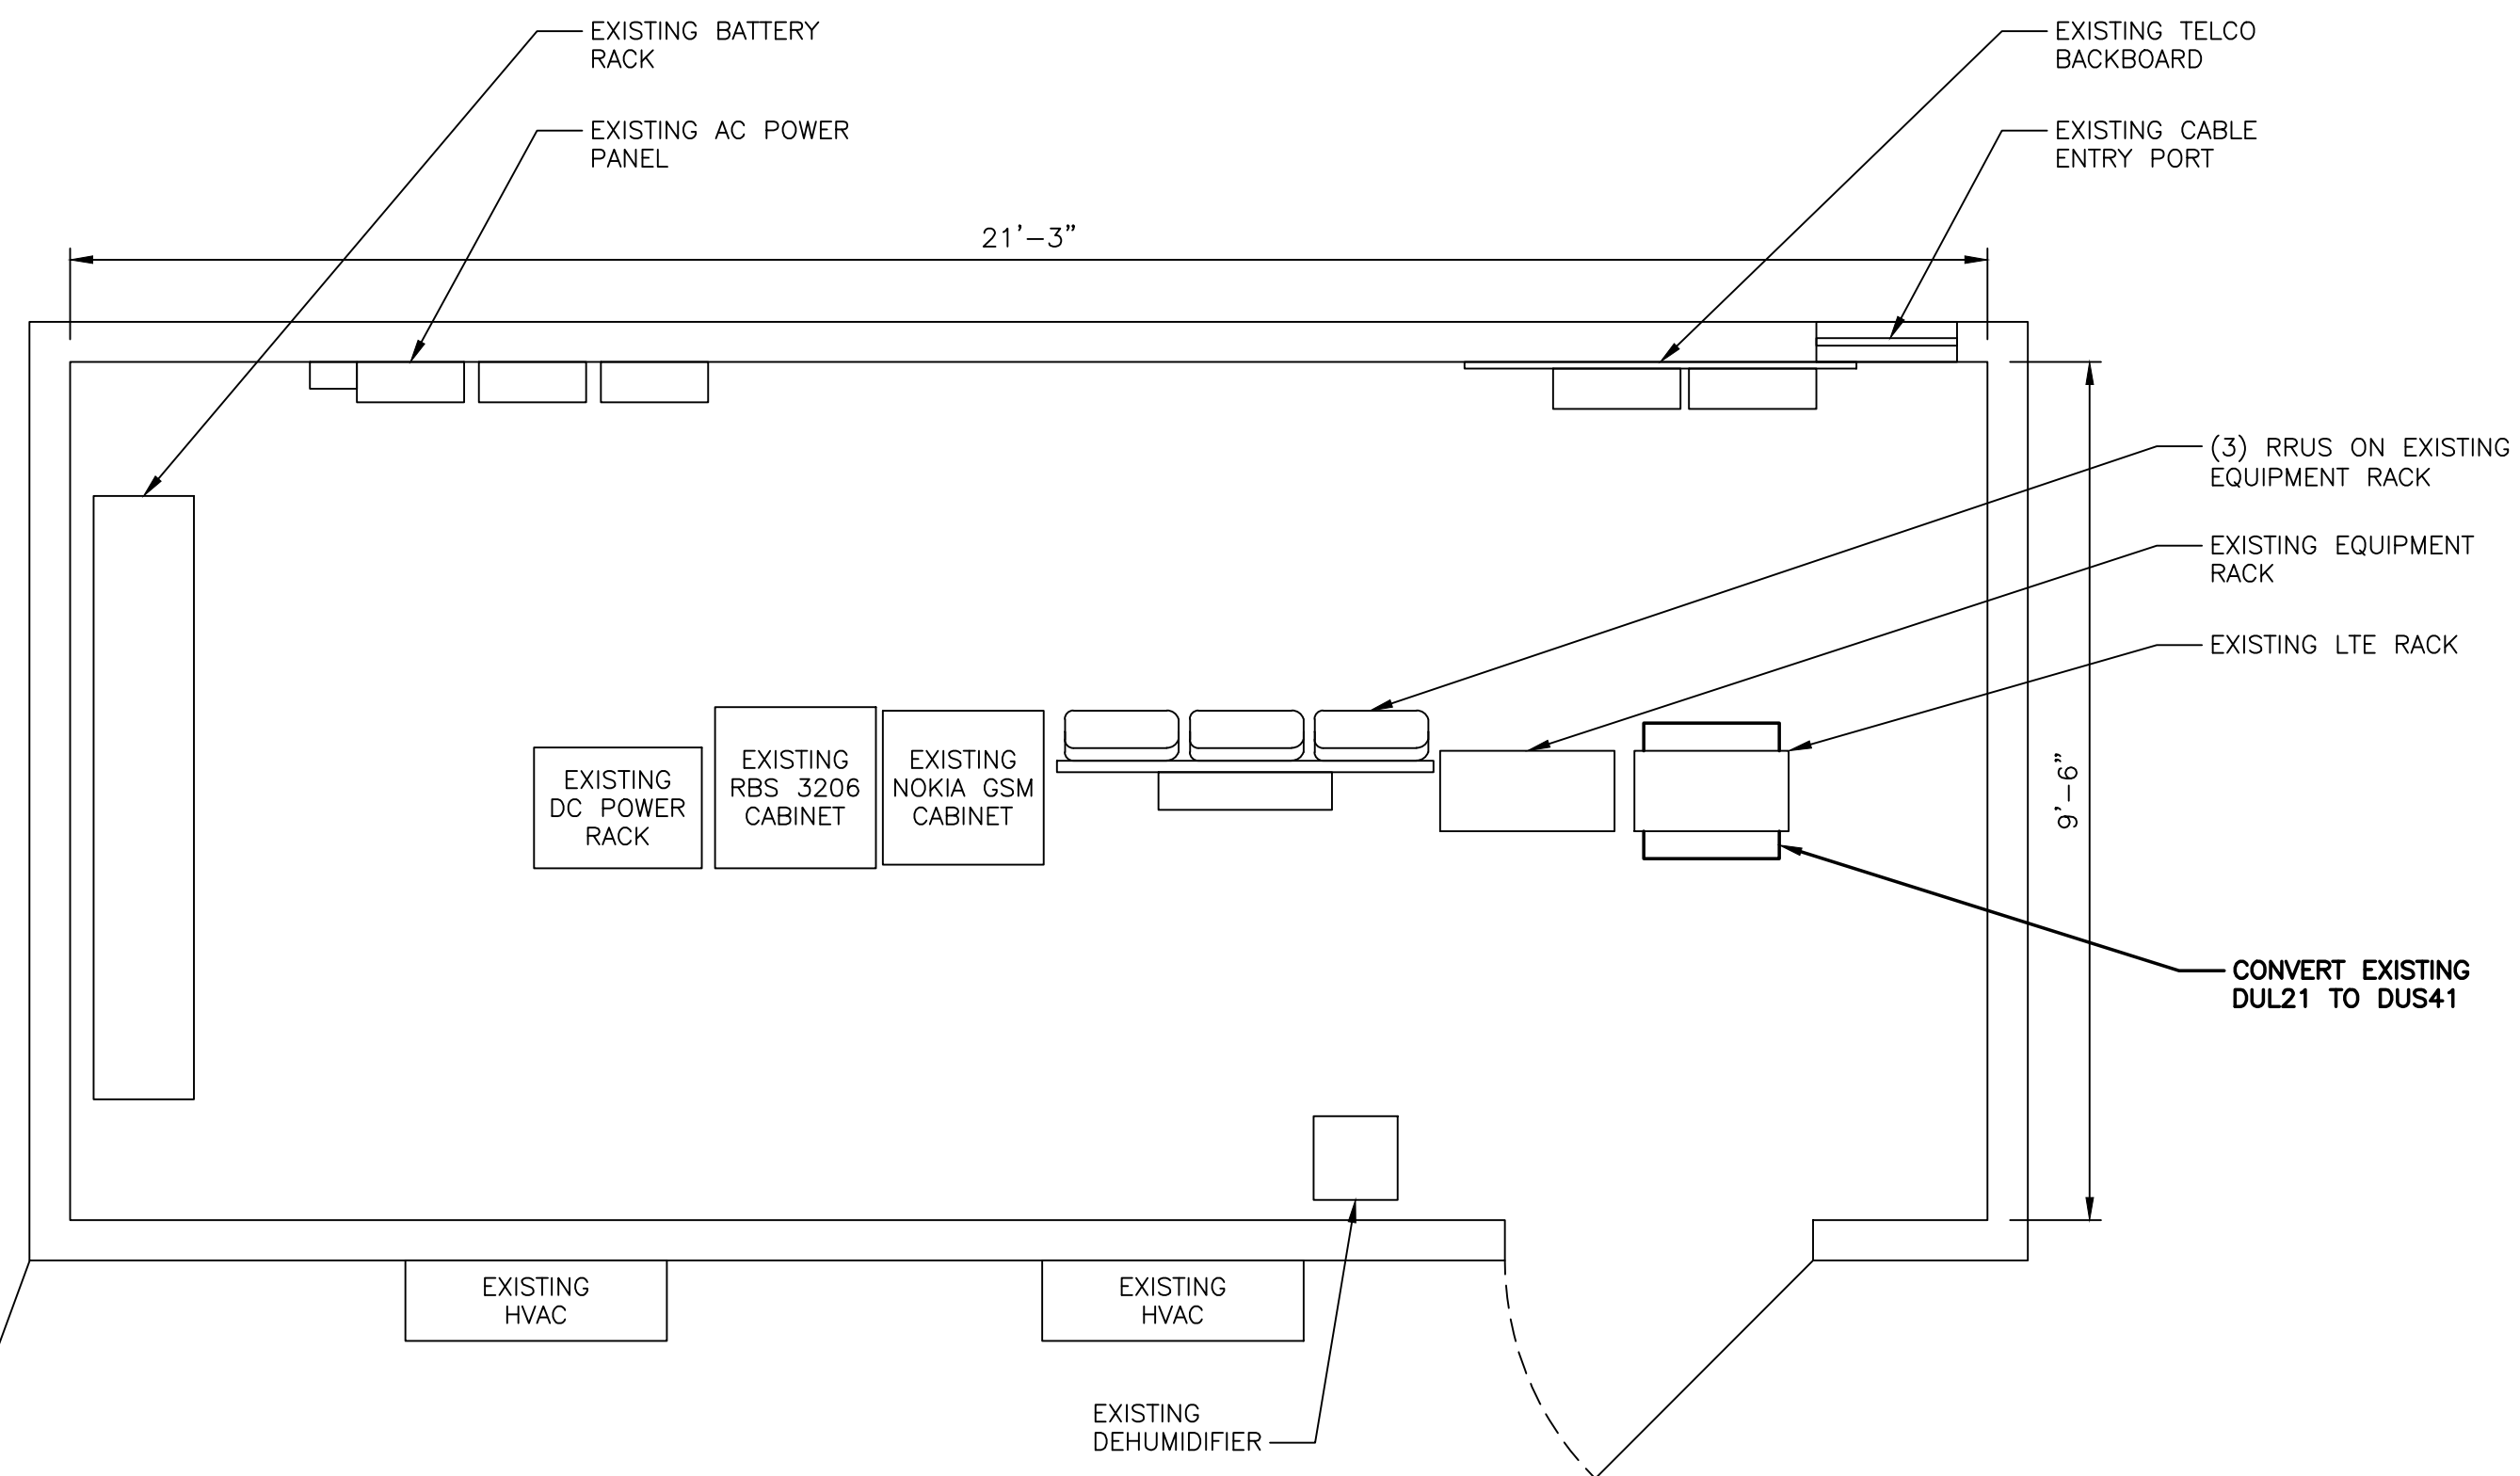 EXISTING BATTERY
RACK
EXISTING TELCO
BACKBOARD
EXISTING AC POWER
PANEL
EXISTING CABLE
ENTRY PORT
21'-3"
(3) RRUS ON EXISTING
EQUIPMENT RACK
EXISTING EQUIPMENT
RACK
EXISTING LTE RACK
EXISTING
DC POWER
RACK
EXISTING
RBS 3206
CABINET
EXISTING
NOKIA GSM
CABINET
9'-6"
CONVERT EXISTING
DUL21 TO DUS41
EXISTING
HVAC
EXISTING
HVAC
EXISTING
DEHUMIDIFIER